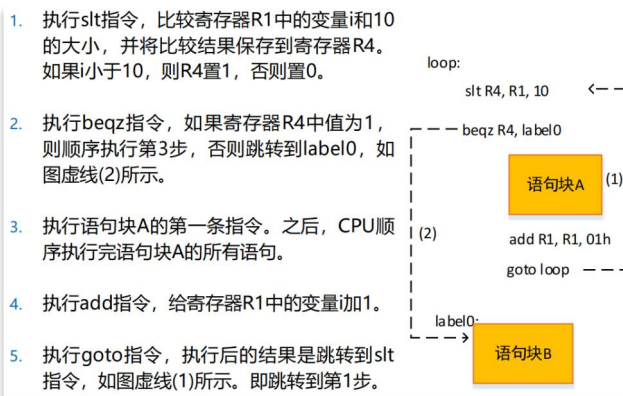 1. 执行slt指令，比较寄存器R1中的变量i和10
的大小，并将比较结果保存到寄存器R4。
如果i小于10，则R4置1，否则置0。
2. 执行beqz指令，如果寄存器R4中值为1，
则顺序执行第3步，否则跳转到label0，如
图虚线(2)所示。
3. 执行语句块A的第一条指令。之后，CPU顺
序执行完语句块A的所有语句。
4. 执行add指令，给寄存器R1中的变量i加1。
5. 执行goto指令，执行后的结果是跳转到slt
指令，如图虚线(1)所示。即跳转到第1步。
loop:
slt R4, R1, 10
beqz R4, label0
语句块A
(1)
(2)
add R1, R1, 01h
goto loop
label0:
语句块B